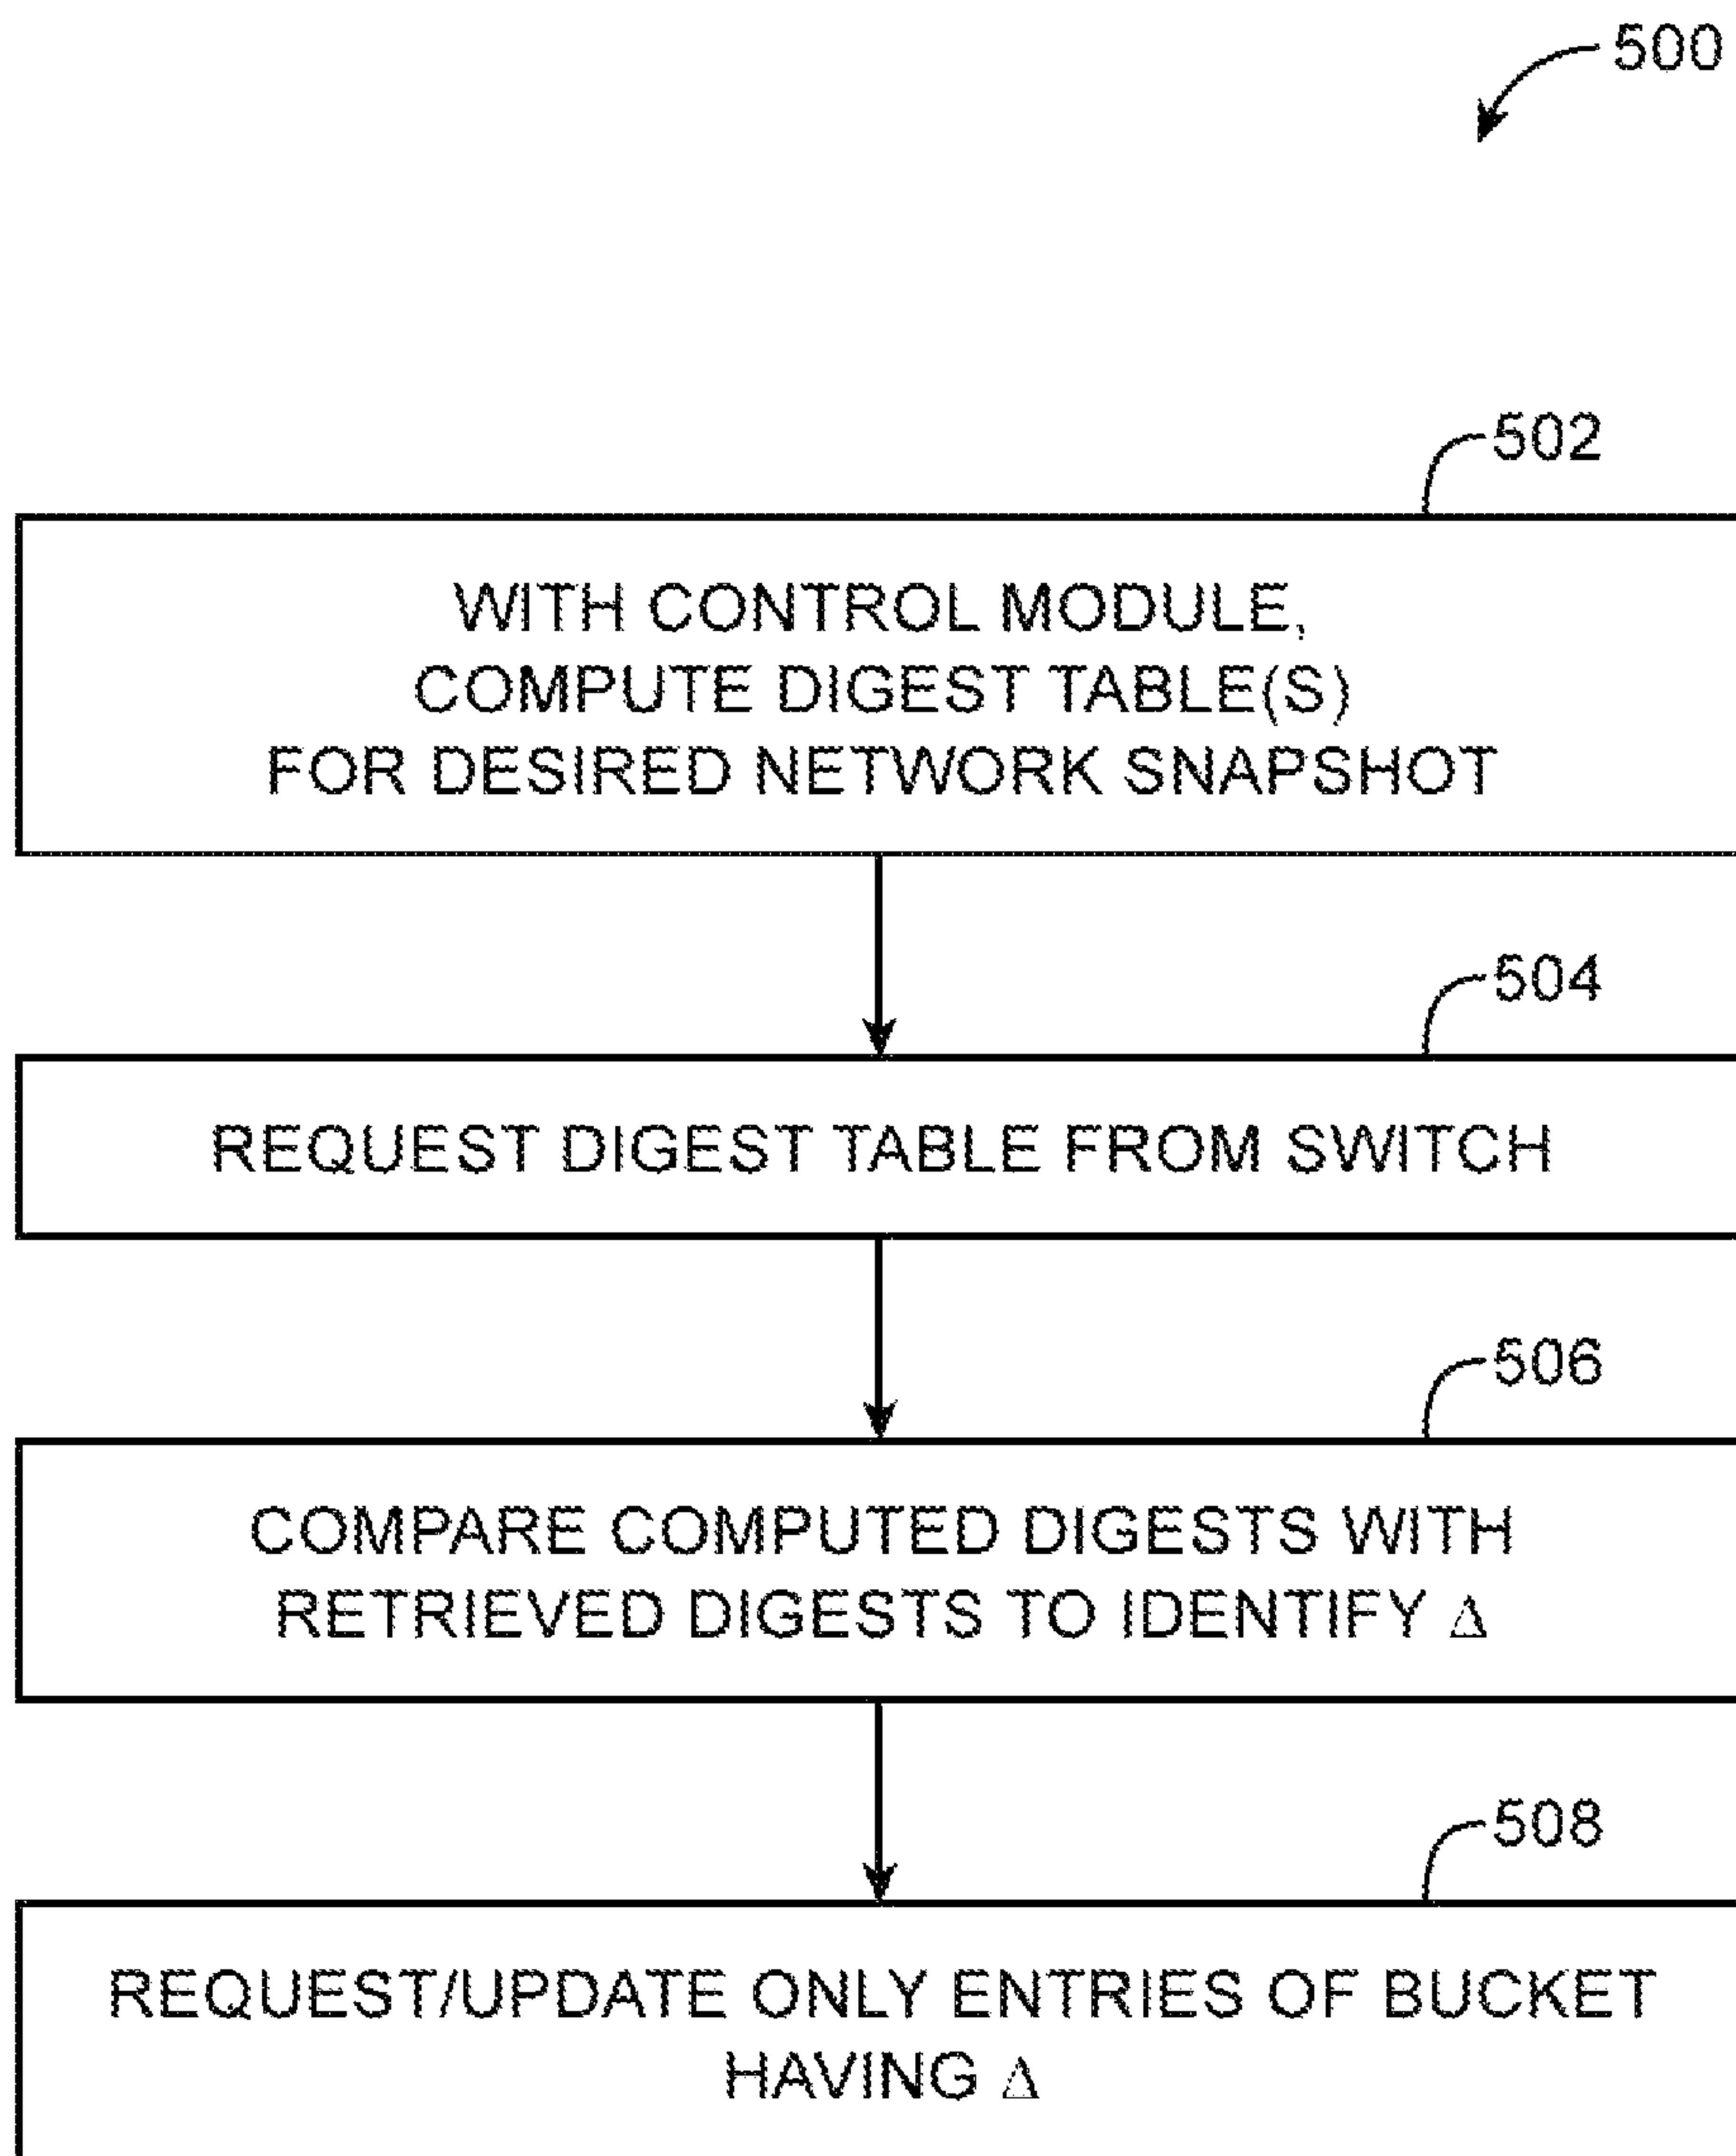 500
502
WITH CONTROL MODULE,
COMPUTE DIGEST TABLE(S)
FOR DESIRED NETWORK SNAPSHOT
504
REQUEST DIGEST TABLE FROM SWITCH
506
COMPARE COMPUTED DIGESTS WITH
RETRIEVED DIGESTS TO IDENTIFY Δ
508
REQUEST/UPDATE ONLY ENTRIES OF BUCKET
HAVING Δ